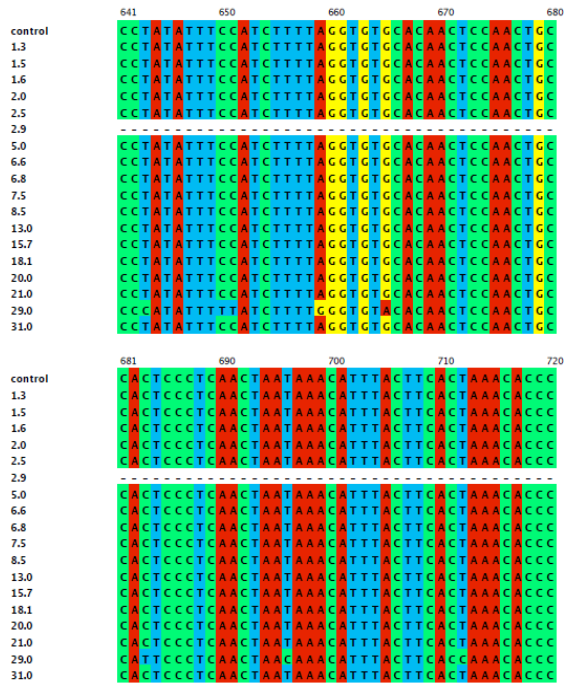 641 650 660 670 680
control CCTATATTTCCATCTTTTAGGTGTGCACAACTCCAACTGC
1.3 CCTATATTTCCATCTTTTAGGTGTGCACAACTCCAACTGC
1.5 CCTATATTTCCATCTTTTAGGTGTGCACAACTCCAACTGC
1.6 CCTATATTTCCATCTTTTAGGTGTGCACAACTCCAACTGC
2.0 CCTATATTTCCATCTTTTAGGTGTGCACAACTCCAACTGC
2.5 CCTATATTTCCATCTTTTAGGTGTGCACAACTCCAACTGC
2.9 ----------------------------------------
5.0 CCTATATTTCCATCTTTTAGGTGTGCACAACTCCAACTGC
6.6 CCTATATTTCCATCTTTTAGGTGTGCACAACTCCAACTGC
6.8 CCTATATTTCCATCTTTTAGGTGTGCACAACTCCAACTGC
7.5 CCTATATTTCCATCTTTTAGGTGTGCACAACTCCAACTGC
8.5 CCTATATTTCCATCTTTTAGGTGTGCACAACTCCAACTGC
13.0 CCTATATTTCCATCTTTTAGGTGTGCACAACTCCAACTGC
15.7 CCTATATTTCCATCTTTTAGGTGTGCACAACTCCAACTGC
18.1 CCTATATTTCCATCTTTTAGGTGTGCACAACTCCAACTGC
20.0 CCTATATTTCCATCTTTTAGGTGTGCACAACTCCAACTGC
21.0 CCTATATTTCCATCTTTTAGGTGTGCACAACTCCAACTGC
29.0 CCCATATTTTTATCTTTTGGGTGTACACAACTCCAACTGC
31.0 CCTATATTTCCATCTTTTAGGTGTGCACAACTCCAACTGC
681 690 700 710 720
control CACTCCCTCAACTAATAAACATTTACTTCACTAAACACCC
1.3 CACTCCCTCAACTAATAAACATTTACTTCACTAAACACCC
1.5 CACTCCCTCAACTAATAAACATTTACTTCACTAAACACCC
1.6 CACTCCCTCAACTAATAAACATTTACTTCACTAAACACCC
2.0 CACTCCCTCAACTAATAAACATTTACTTCACTAAACACCC
2.5 CACTCCCTCAACTAATAAACATTTACTTCACTAAACACCC
2.9 ----------------------------------------
5.0 CACTCCCTCAACTAATAAACATTTACTTCACTAAACACCC
6.6 CACTCCCTCAACTAATAAACATTTACTTCACTAAACACCC
6.8 CACTCCCTCAACTAATAAACATTTACTTCACTAAACACCC
7.5 CACTCCCTCAACTAATAAACATTTACTTCACTAAACACCC
8.5 CACTCCCTCAACTAATAAACATTTACTTCACTAAACACCC
13.0 CACTCCCTCAACTAATAAACATTTACTTCACTAAACACCC
15.7 CACTCCCTCAACTAATAAACATTTACTTCACTAAACACCC
18.1 CACTCCCTCAACTAATAAACATTTACTTCACTAAACACCC
20.0 CACTCCCTCAACTAATAAACATTTACTTCACTAAACACCC
21.0 CACTCCCTCAACTAATAAACATTTACTTCACTAAACACCC
29.0 CATTCCCTCAACTAACAAACATTTACTTCACCAAACACCC
31.0 CACTCCCTCAACTAATAAACATTTACTTCACTAAACACCC